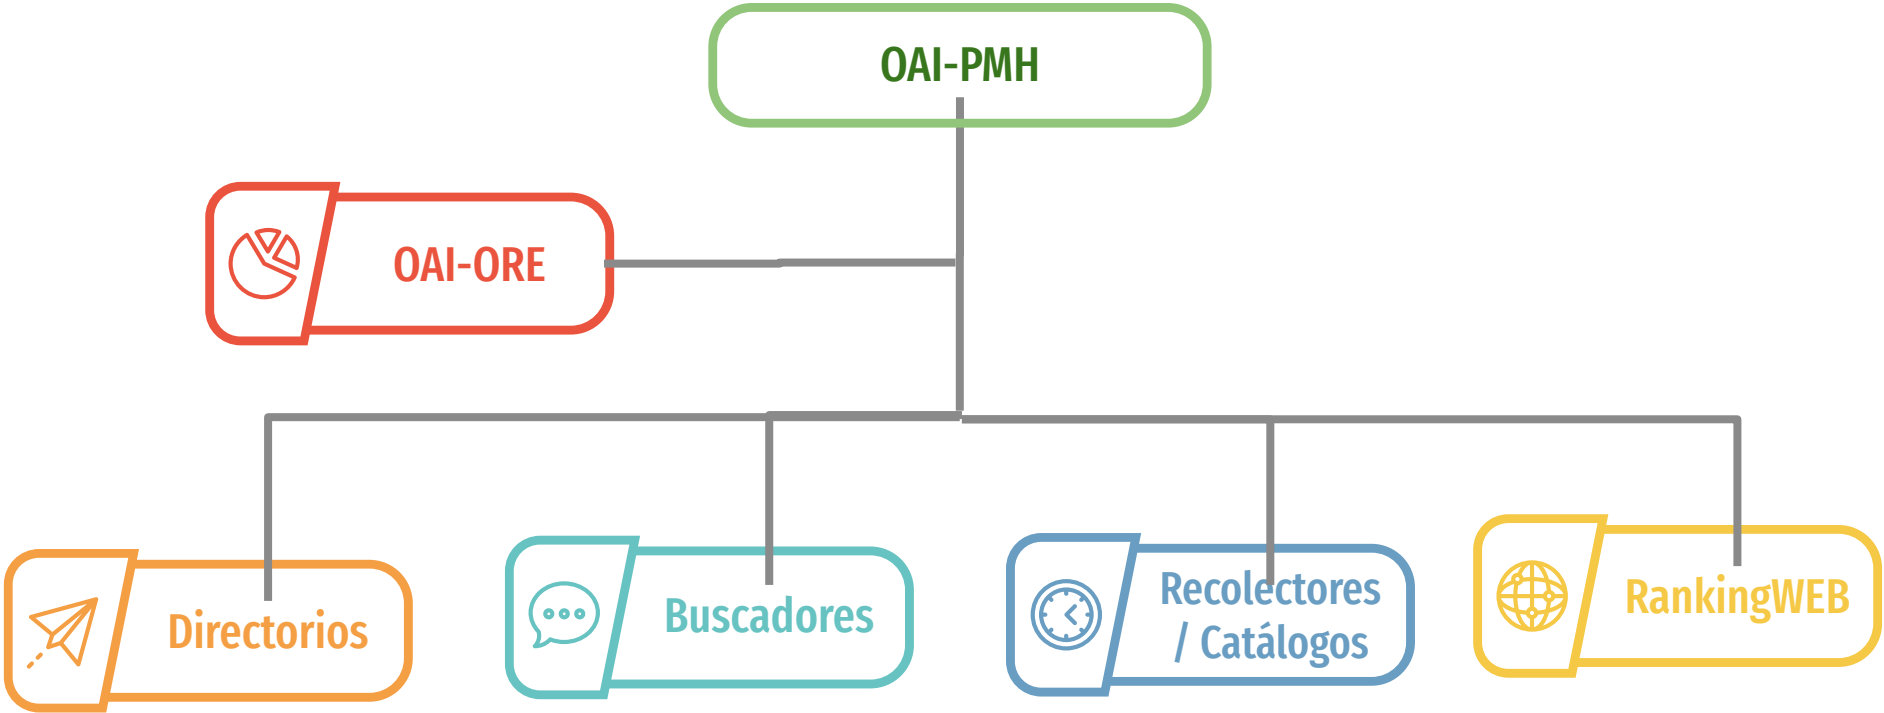 OAI-PMH
OAI-ORE
Directorios
Buscadores
Recolectores
/ Catálogos
RankingWEB